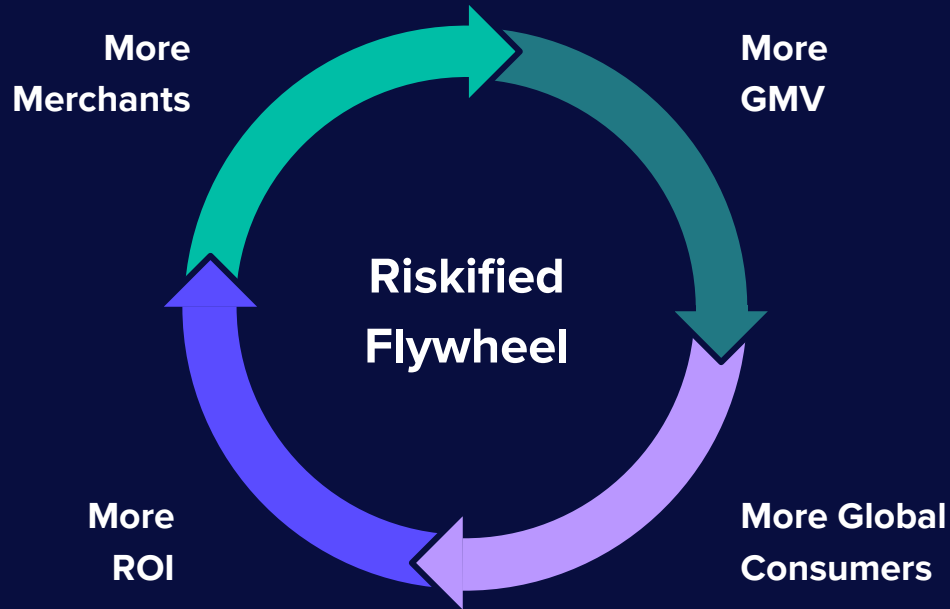 More
Merchants
More
GMV
Riskified
Flywheel
More
ROI
More Global
Consumers